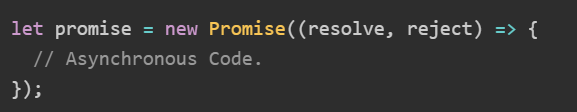 let promise = new Promise((resolve, reject) => {
  // Asynchronous Code.
});